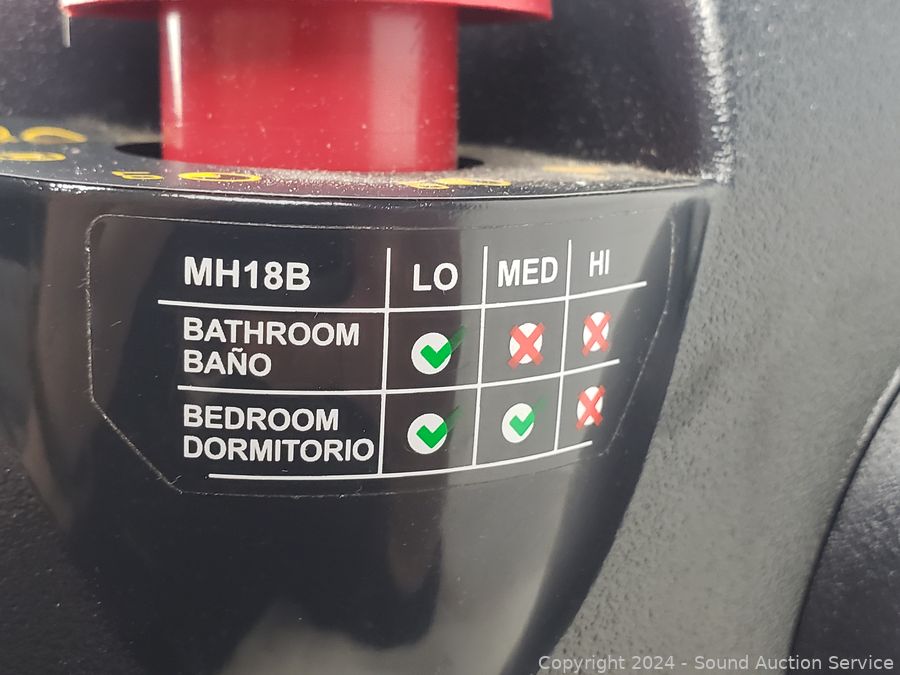 MH18B LO MED HI
BATHROOM
BAÑO
BEDROOM
DORMITORIO
Copyright 2024 - Sound Auction Service